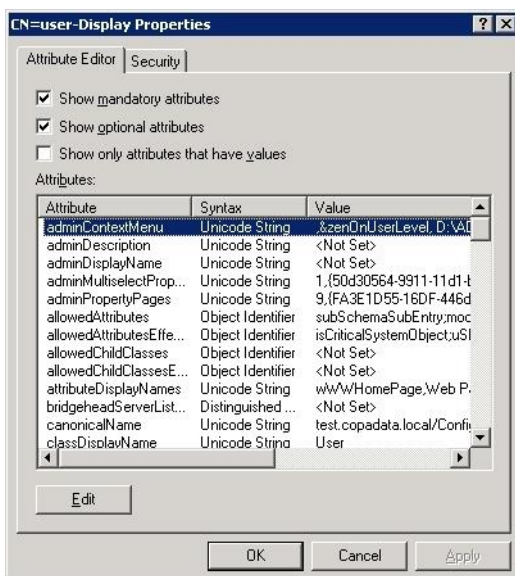 CN=user-Display Properties
Attribute Editor Security
Show mandatory attributes
Show optional attributes
Show only attributes that have values
Attributes:
Attribute Syntax Value
adminContextMenu Unicode String ,&zenOnUserLevel, D:\AD
adminDescription Unicode String <Not Set>
adminDisplayName Unicode String <Not Set>
adminMultiselectProp... Unicode String 1,{50d30564-9911-11d1-b
adminPropertyPages Unicode String 9,{FA3E1D55-16DF-446d
allowedAttributes Object Identifier subSchemaSubEntry;moc
allowedAttributesEffe... Object Identifier isCriticalSystemObject;uSI
allowedChildClasses Object Identifier <Not Set>
allowedChildClassesE... Object Identifier <Not Set>
attributeDisplayNames Unicode String wWWHomePage,Web P
bridgeheadServerList... Distinguished ... <Not Set>
canonicalName Unicode String test.copadata.local/Config
classDisplayName Unicode String User
Edit
OK Cancel Apply